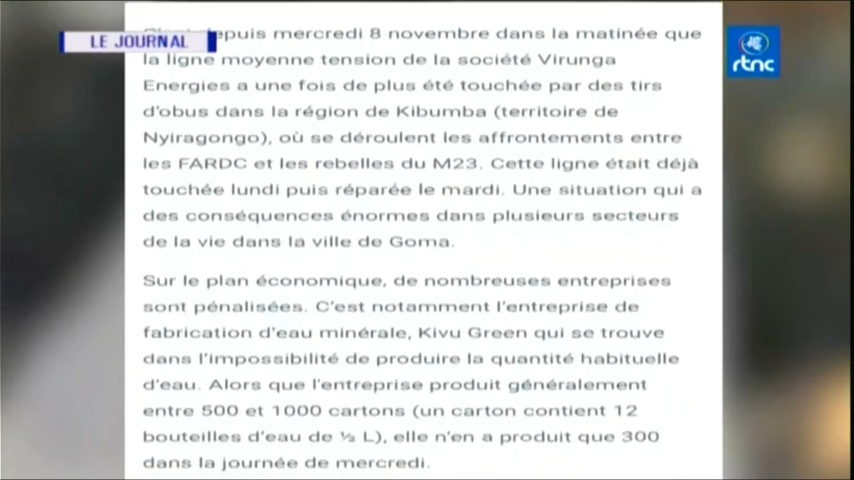 LE JOURNAL
rtnc
depuis mercredi 8 novembre dans la matinée que
la ligne moyenne tension de la société Virunga
Energies a une fois de plus été touchée par des tirs
d'obus dans la région de Kibumba (territoire de
Nyiragongo), où se déroulent les affrontements entre
les FARDC et les rebelles du M23. Cette ligne était déjà
touchée lundi puis réparée le mardi. Une situation qui a
des conséquences énormes dans plusieurs secteurs
de la vie dans la ville de Goma.
Sur le plan économique, de nombreuses entreprises
sont pénalisées. C'est notamment l'entreprise de
fabrication d'eau minérale, Kivu Green qui se trouve
dans l'impossibilité de produire la quantité habituelle
d'eau. Alors que l'entreprise produit généralement
entre 500 et 1000 cartons (un carton contient 12
bouteilles d'eau de ½ L), elle n'en a produit que 300
dans la journée de mercredi.